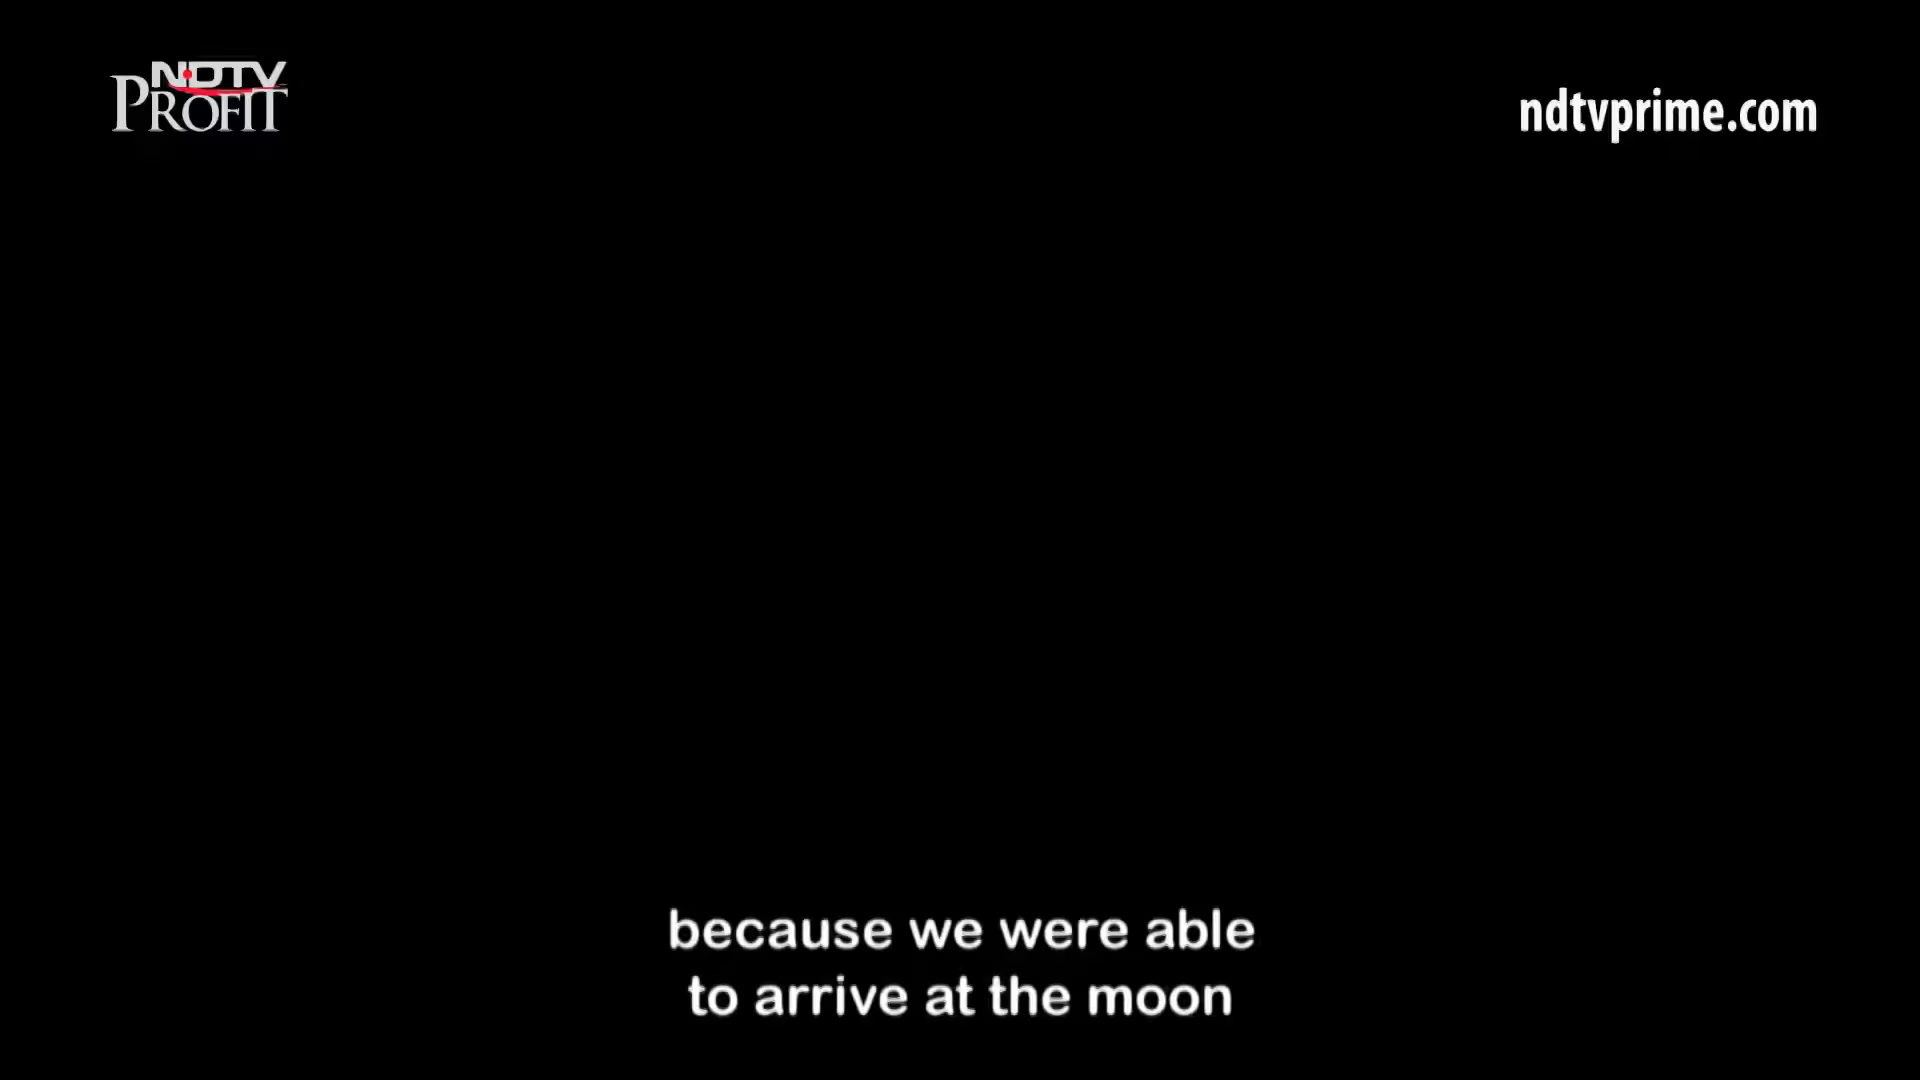 NDTV
PROFIT
ndtvprime.com
because we were able
to arrive at the moon